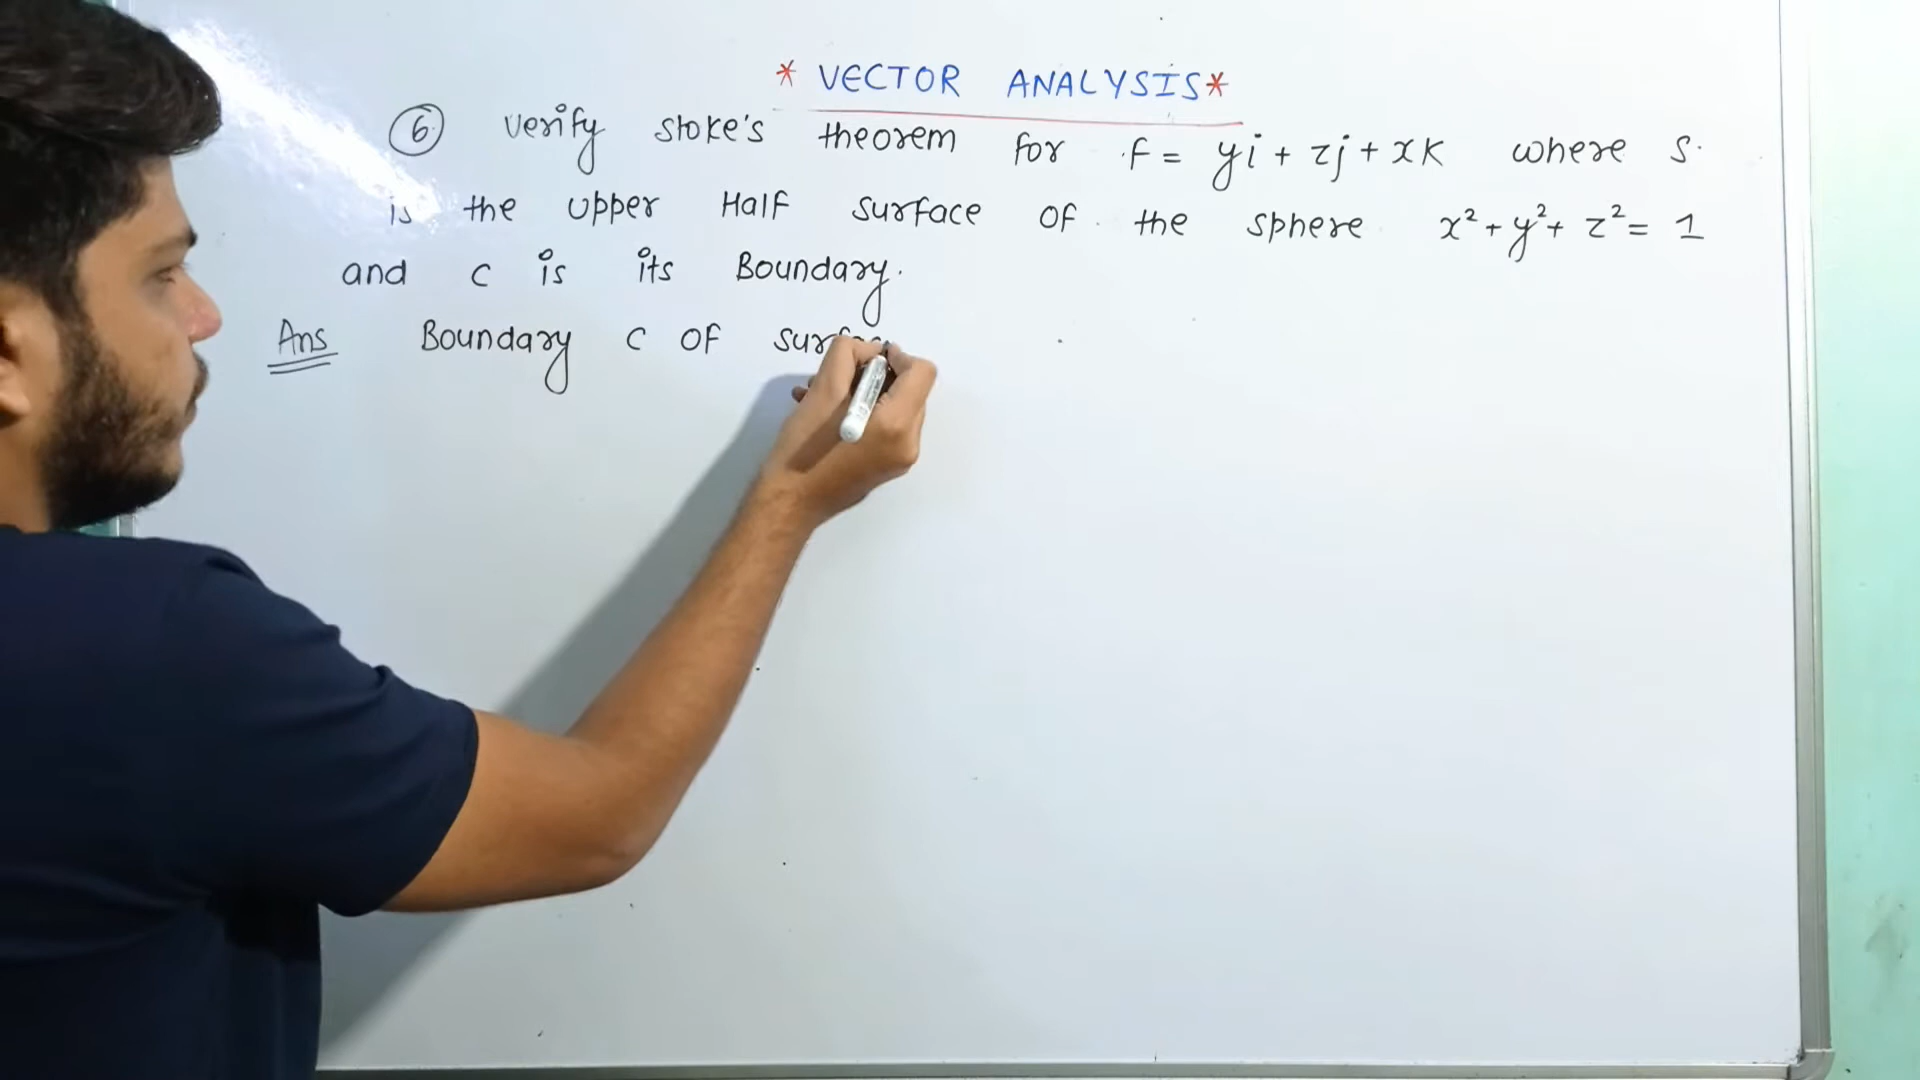 * VECTOR ANALYSIS *
⑥ Verify stoke's theorem for F = yi + zj + xK where S.
is the upper Half surface OF the sphere x² + y² + z² = 1
and C is its Boundary.
Ans Boundary C OF